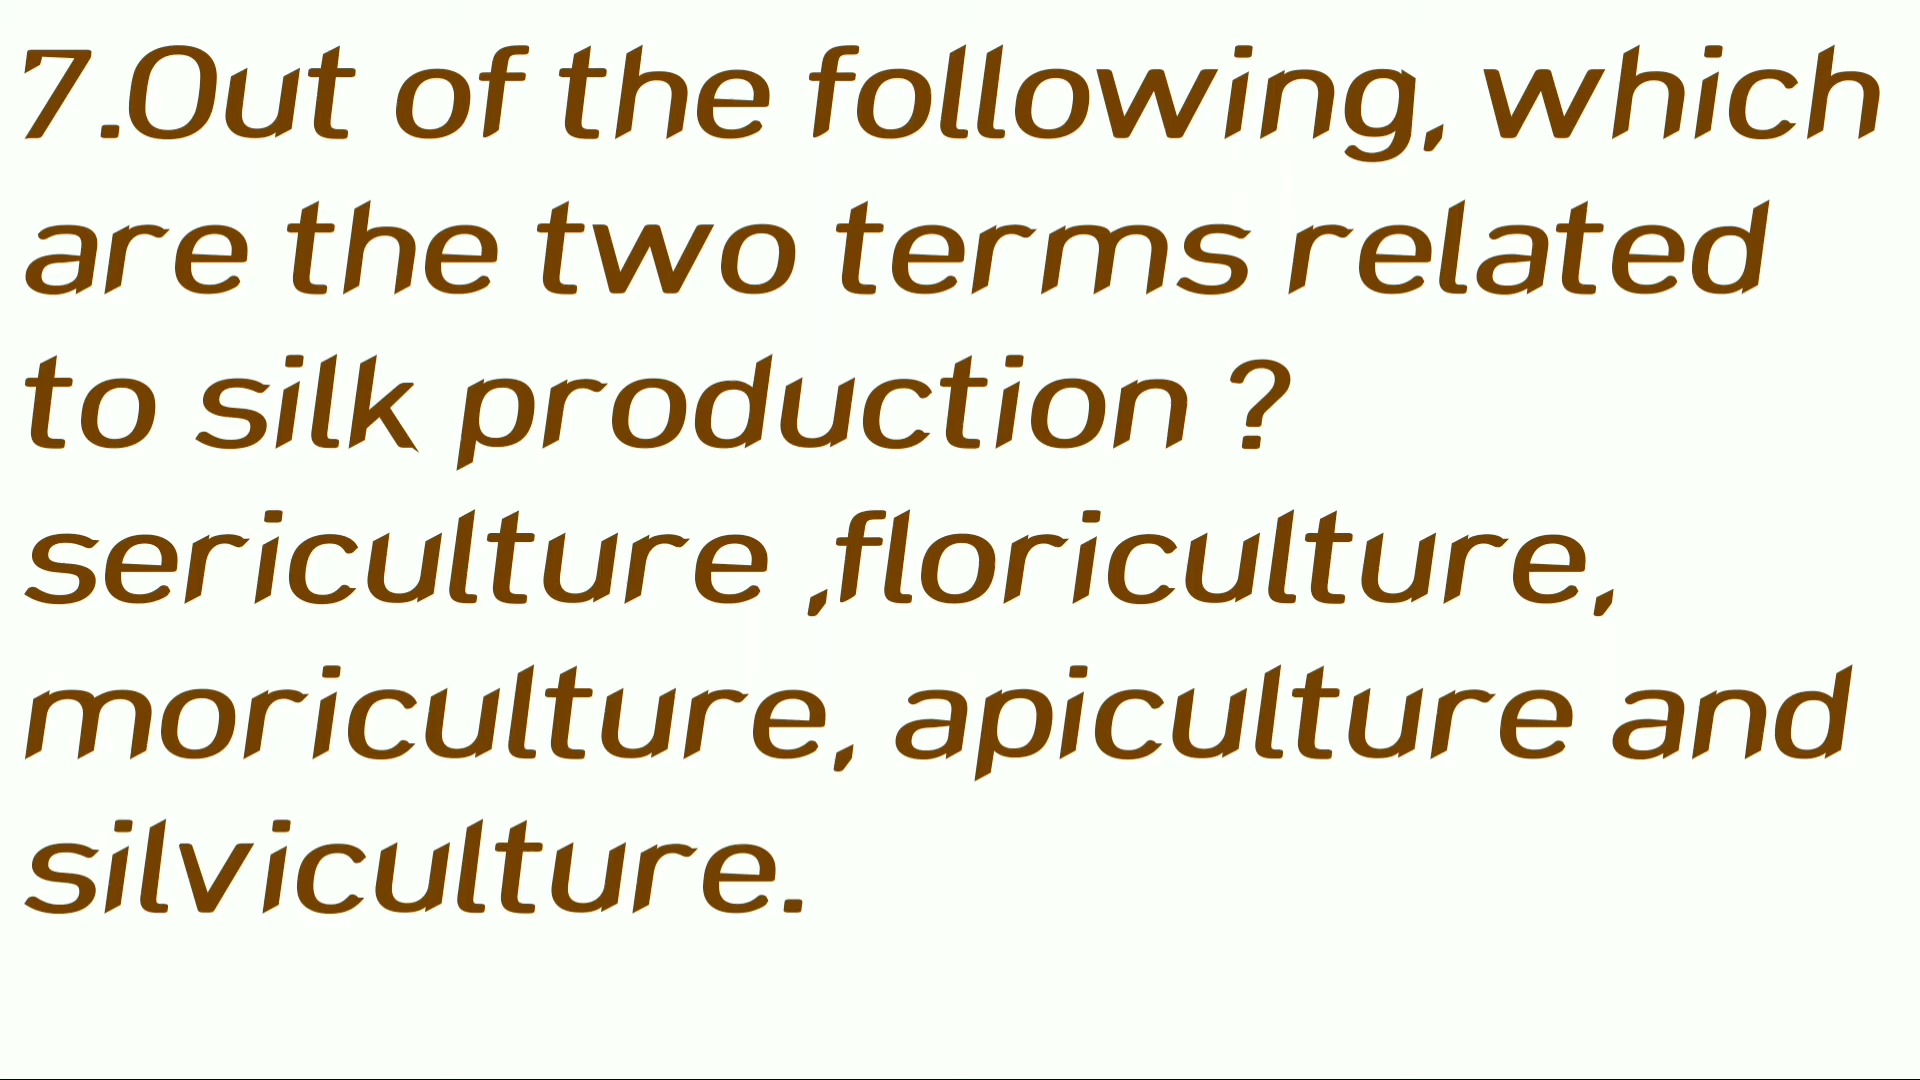 7.Out of the following, which
are the two terms related
to silk production ?
sericulture ,floriculture,
moriculture, apiculture and
silviculture.